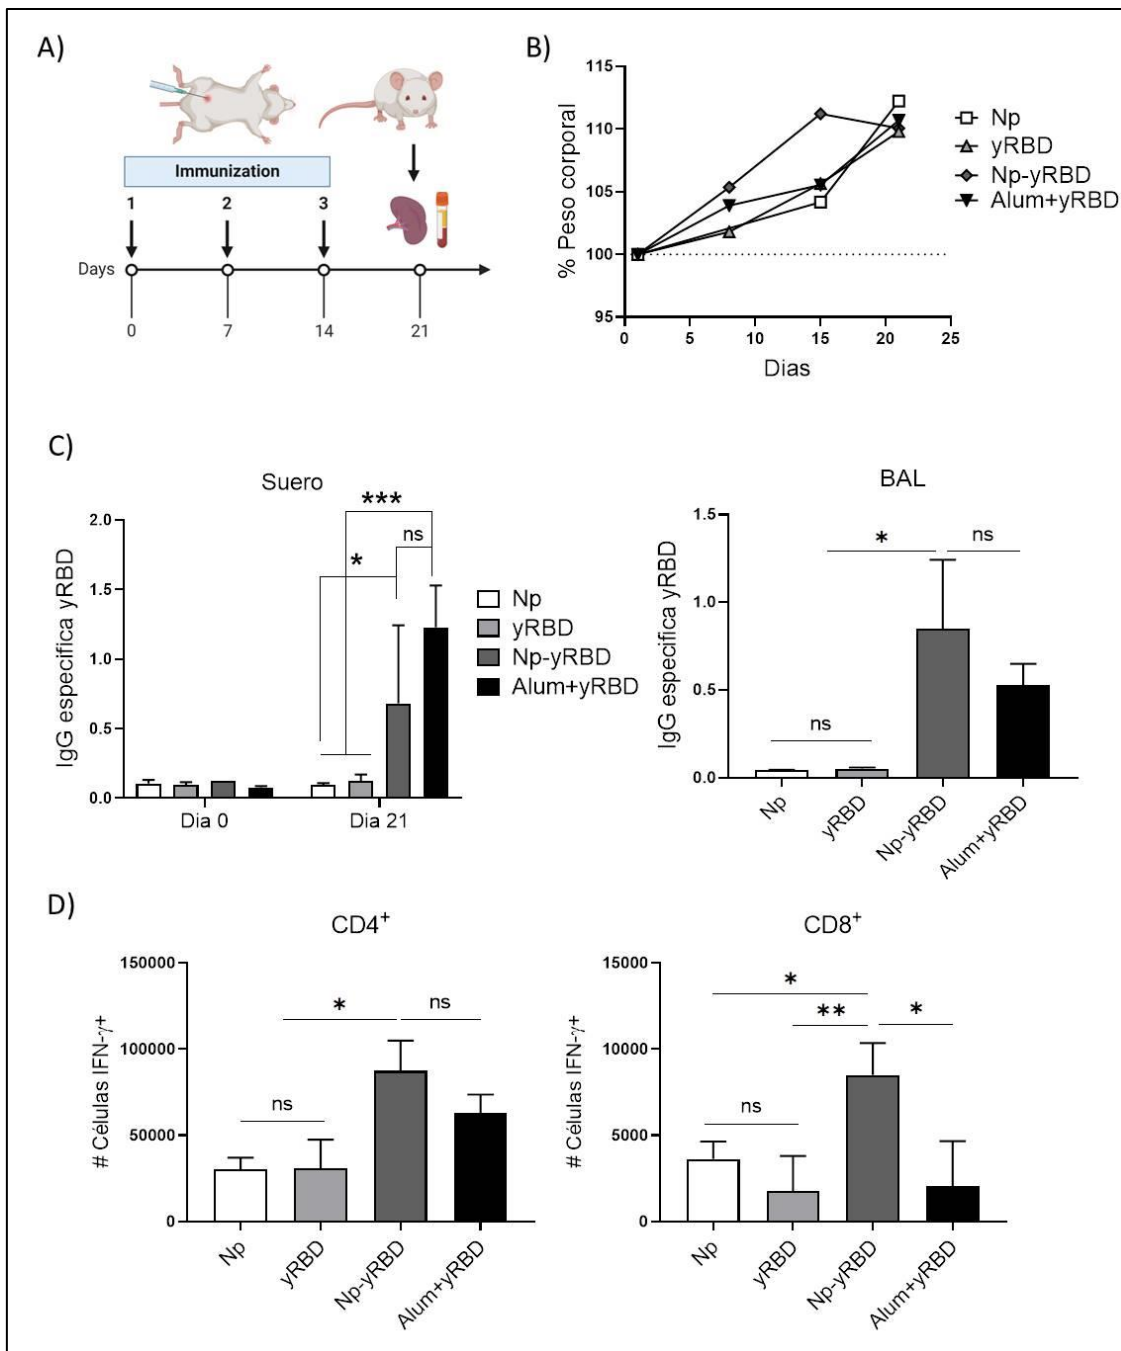 A)
Immunization
1 2 3
Days
0 7 14 21
B)
115
110
105
100
95
% Peso corporal
0 5 10 15 20 25
Dias
Np
yRBD
Np-yRBD
Alum+yRBD
C)
Suero
IgG especifica yRBD
2.0
1.5
1.0
0.5
0.0
***
ns
*
Dia 0 Dia 21
Np
yRBD
Np-yRBD
Alum+yRBD
BAL
IgG especifica yRBD
1.5
1.0
0.5
0.0
* ns
ns
Np yRBD Np-yRBD Alum+yRBD
D)
CD4+
# Células IFN-γ+
150000
100000
50000
0
* ns
ns
Np yRBD Np-yRBD Alum+yRBD
CD8+
# Células IFN-γ+
15000
10000
5000
0
*
** *
ns
Np yRBD Np-yRBD Alum+yRBD